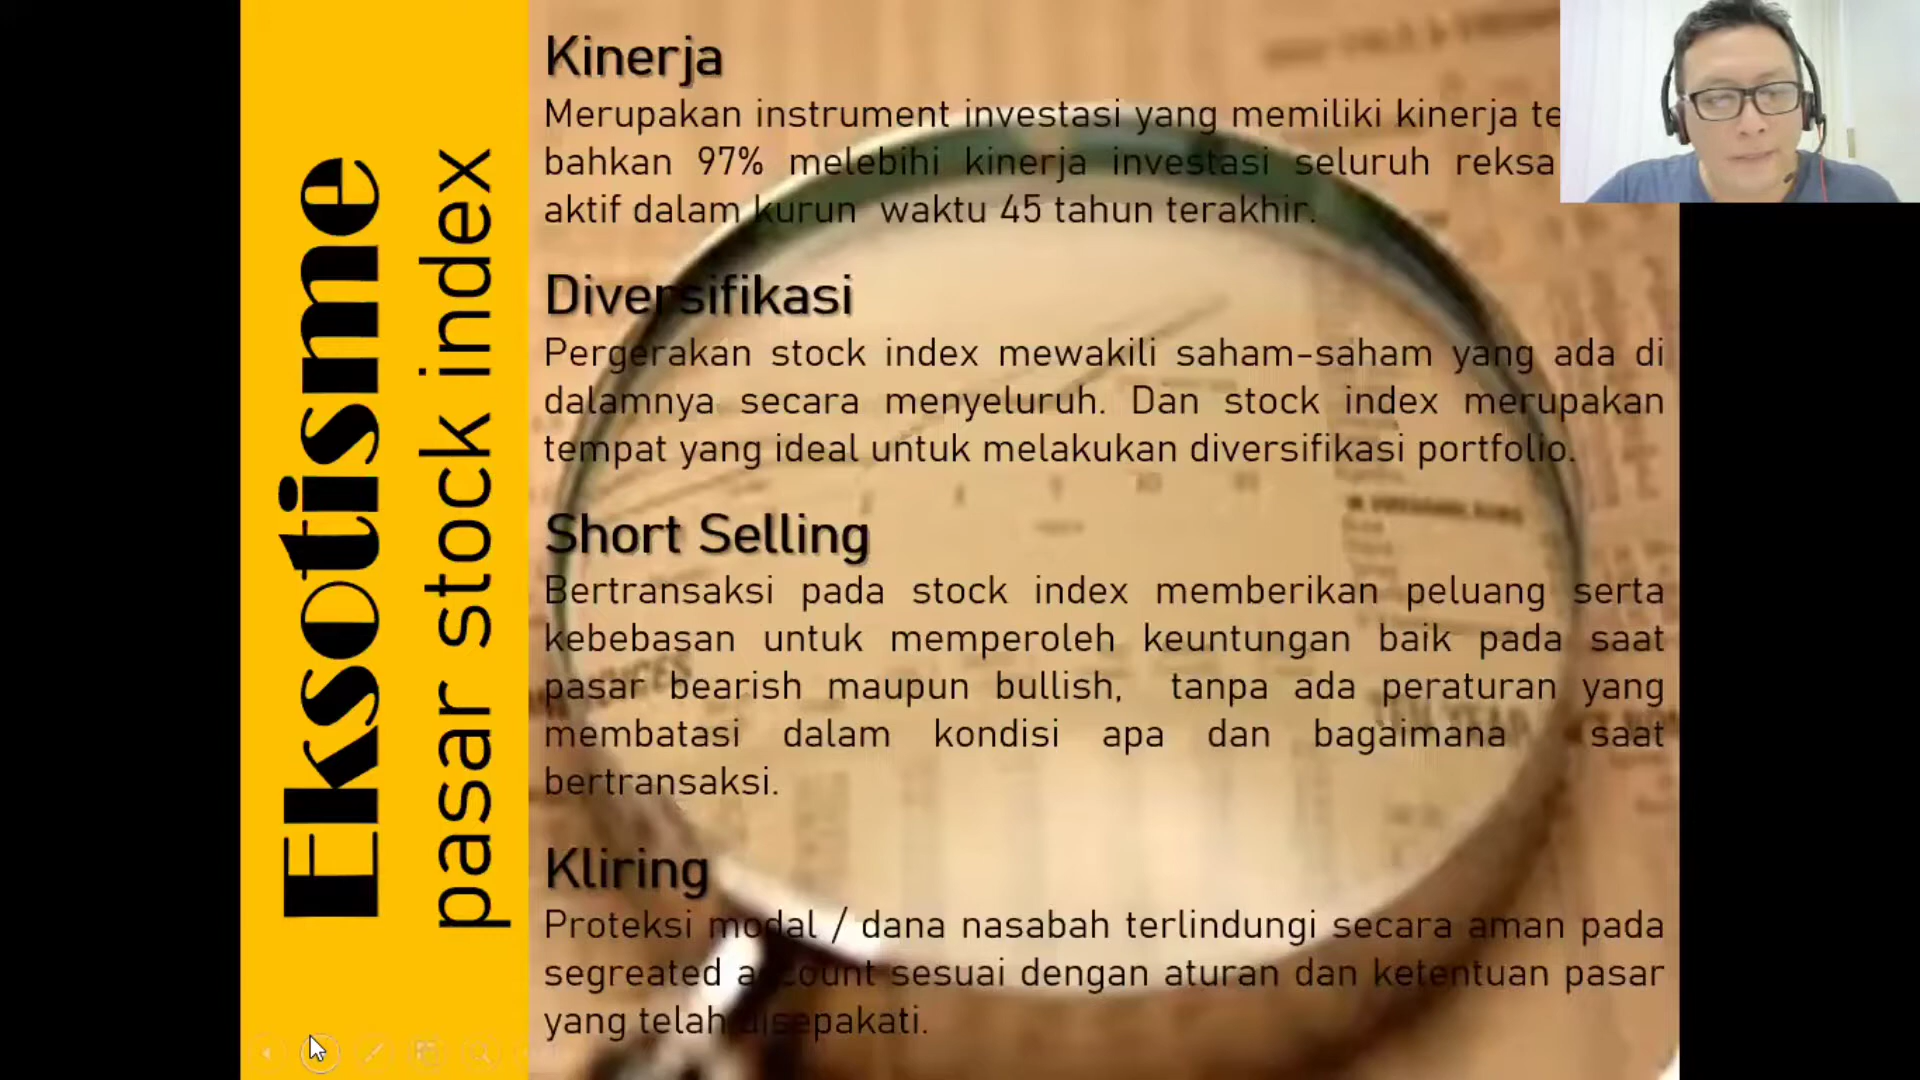 Eksotisme
pasar stock index
Kinerja
Merupakan instrument investasi yang memiliki kinerja
bahkan 97% melebihi kinerja investasi seluruh reksa
aktif dalam kurun waktu 45 tahun terakhir.
Diversifikasi
Pergerakan stock index mewakili saham-saham yang ada di
dalamnya secara menyeluruh. Dan stock index merupakan
tempat yang ideal untuk melakukan diversifikasi portfolio.
Short Selling
Bertransaksi pada stock index memberikan peluang serta
kebebasan untuk memperoleh keuntungan baik pada saat
pasar bearish maupun bullish, tanpa ada peraturan yang
membatasi dalam kondisi apa dan bagaimana saat
bertransaksi.
Kliring
Proteksi modal / dana nasabah terlindungi secara aman pada
segreated account sesuai dengan aturan dan ketentuan pasar
yang telah disepakati.